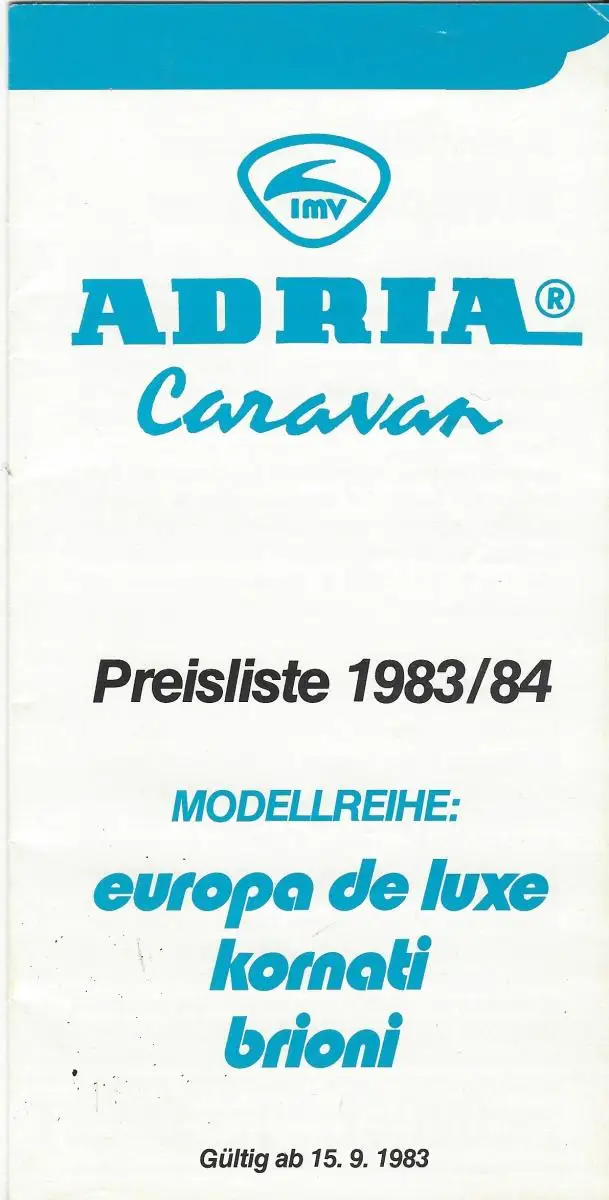 IMV
ADRIA®
Caravan
Preisliste 1983/84
MODELLREIHE:
europa de luxe
kornati
brioni
Gültig ab 15. 9. 1983